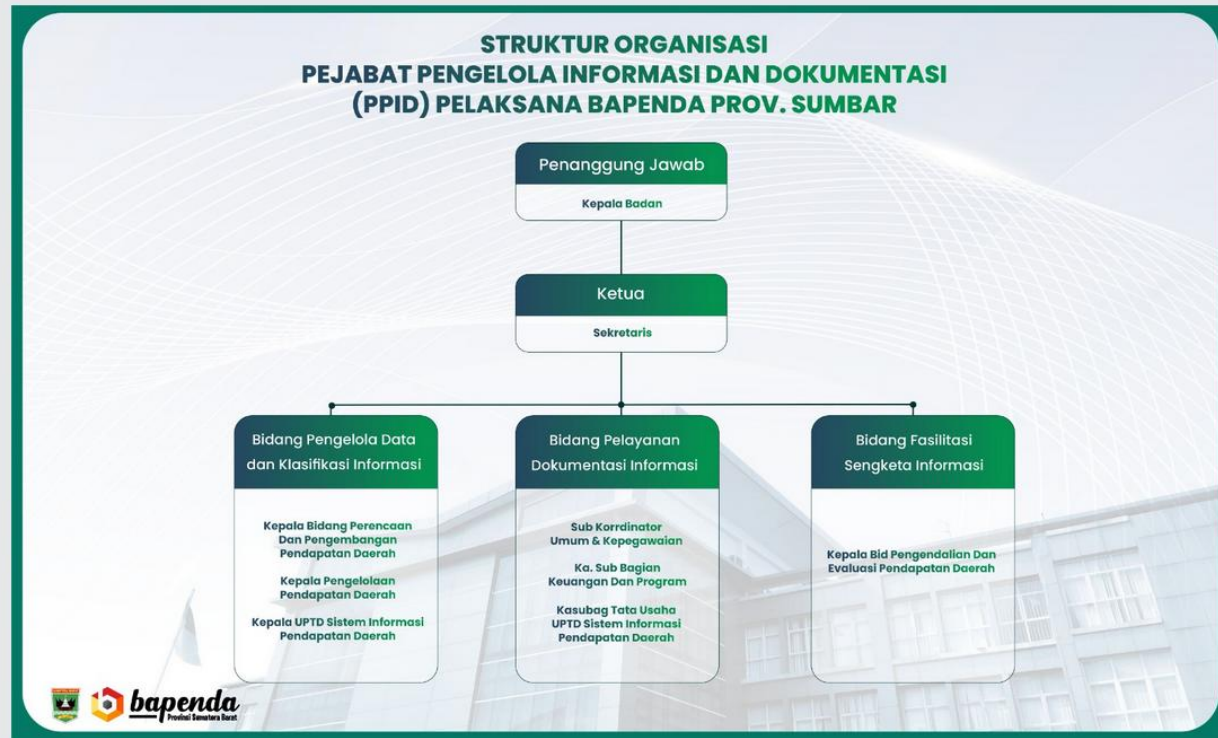 STRUKTUR ORGANISASI
PEJABAT PENGELOLA INFORMASI DAN DOKUMENTASI
(PPID) PELAKSANA BAPENDA PROV. SUMBAR
Penanggung Jawab
Kepala Badan
Ketua
Sekretaris
Bidang Pengelola Data
dan Klasifikasi Informasi
Kepala Bidang Perencaan
Dan Pengembangan
Pendapatan Daerah
Kepala Pengelolaan
Pendapatan Daerah
Kepala UPTD Sistem Informasi
Pendapatan Daerah
Bidang Pelayanan
Dokumentasi Informasi
Sub Korrdinator
Umum & Kepegawaian
Ka. Sub Bagian
Keuangan Dan Program
Kasubag Tata Usaha
UPTD Sistem Informasi
Pendapatan Daerah
Bidang Fasilitasi
Sengketa Informasi
Kepala Bid Pengendalian Dan
Evaluasi Pendapatan Daerah
bapenda
Provinsi Sumatera Barat